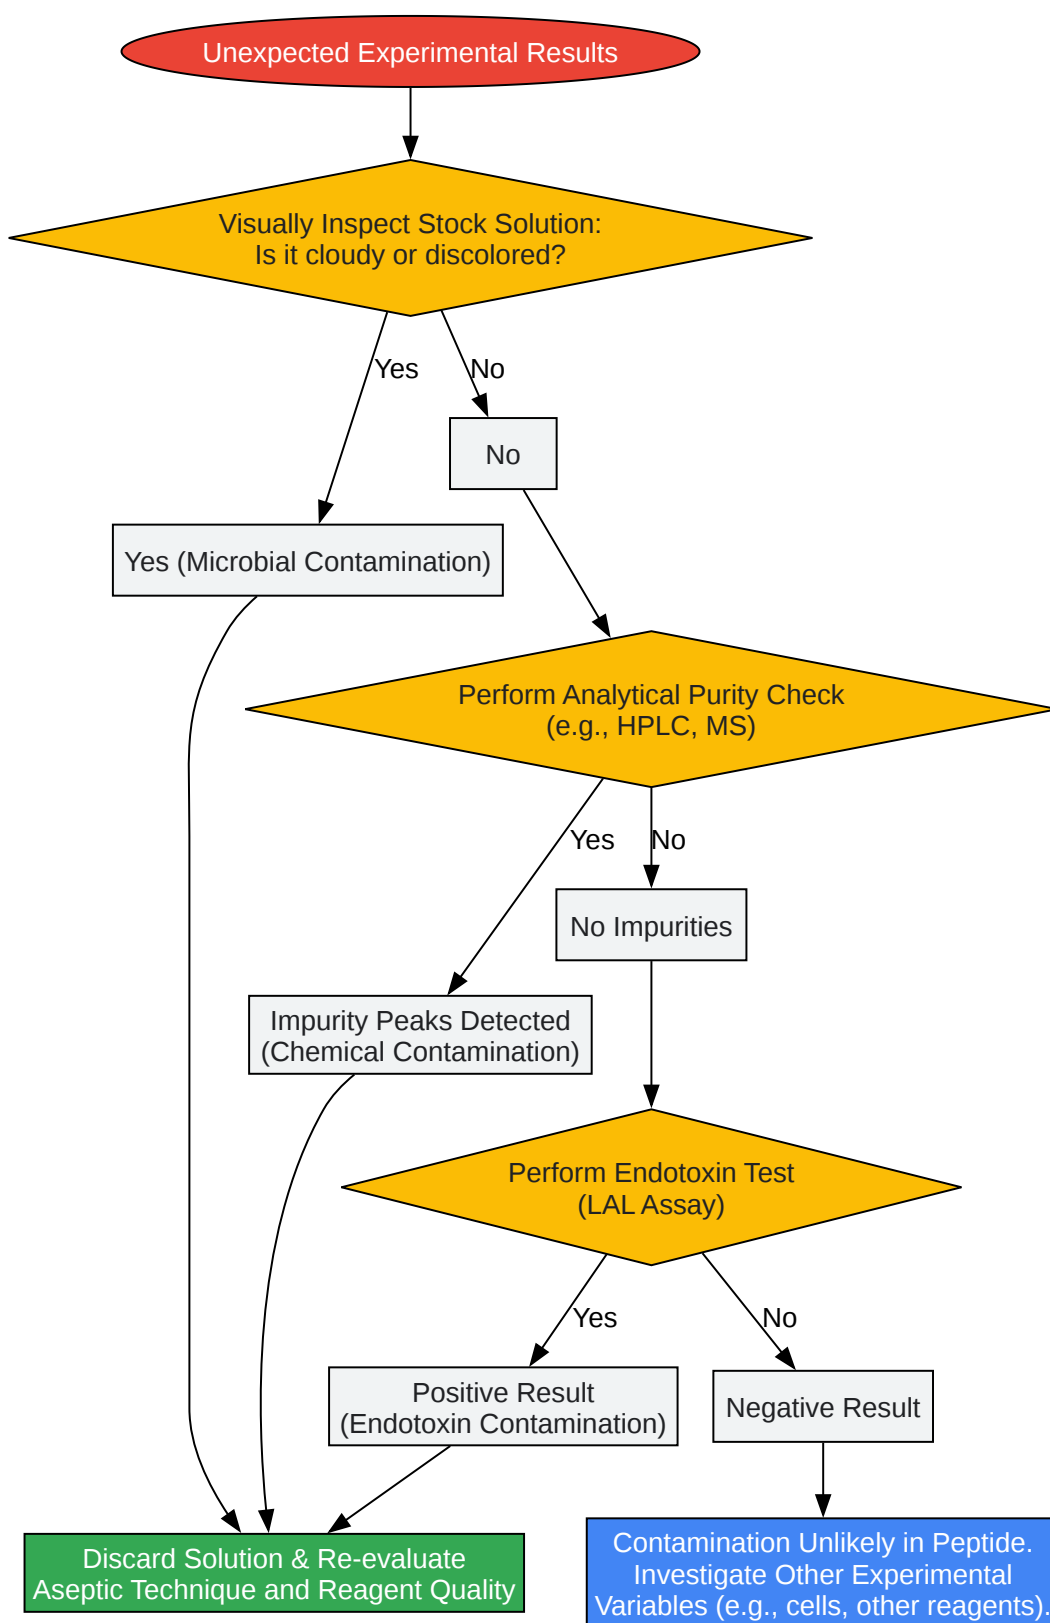 Unexpected Experimental Results
Visually Inspect Stock Solution:
Is it cloudy or discolored?
Yes
No
No
Yes (Microbial Contamination)
Perform Analytical Purity Check
(e.g., HPLC, MS)
Yes
No
No Impurities
Impurity Peaks Detected
(Chemical Contamination)
Perform Endotoxin Test
(LAL Assay)
Yes
No
Positive Result
(Endotoxin Contamination)
Negative Result
Discard Solution & Re-evaluate
Aseptic Technique and Reagent Quality
Contamination Unlikely in Peptide.
Investigate Other Experimental
Variables (e.g., cells, other reagents).